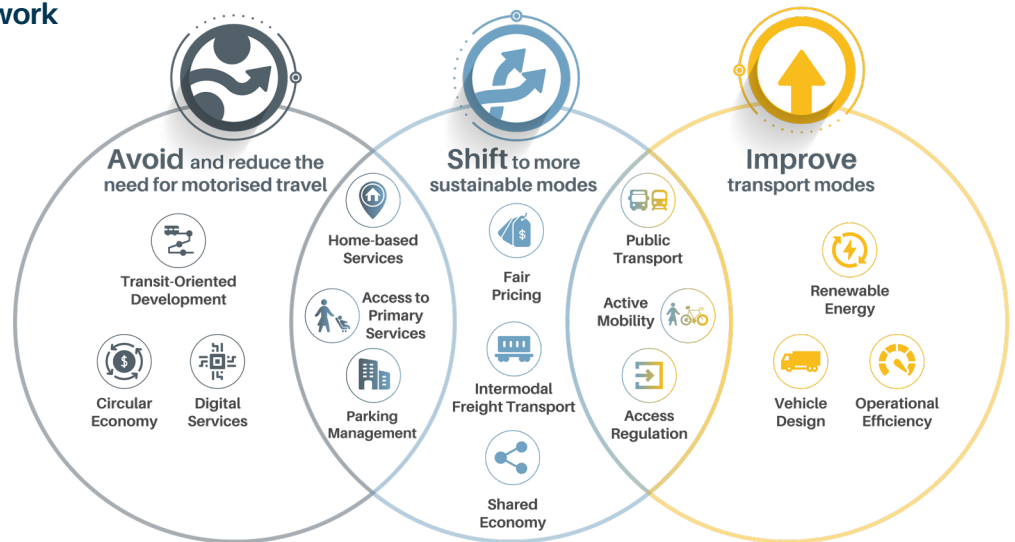 work
Avoid and reduce the
need for motorised travel
Shift to more
sustainable modes
Improve
transport modes
Transit-Oriented
Development
Circular
Economy
Digital
Services
Home-based
Services
Access to
Primary
Services
Parking
Management
Fair
Pricing
Intermodal
Freight Transport
Shared
Economy
Public
Transport
Active
Mobility
Access
Regulation
Renewable
Energy
Vehicle
Design
Operational
Efficiency
$
$